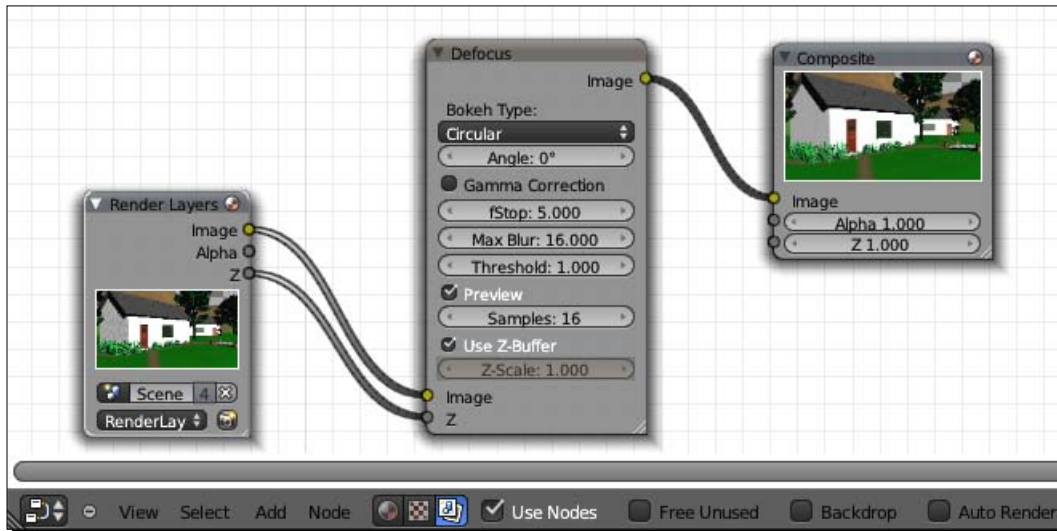 Render Layers
Image
Alpha
Z
Scene 4
RenderLay
Defocus
Image
Bokeh Type:
Circular
Angle: 0°
Gamma Correction
fStop: 5.000
Max Blur: 16.000
Threshold: 1.000
Preview
Samples: 16
Use Z-Buffer
Z-Scale: 1.000
Image
Z
Composite
Image
Alpha 1.000
Z 1.000
View Select Add Node Use Nodes Free Unused Backdrop Auto Render